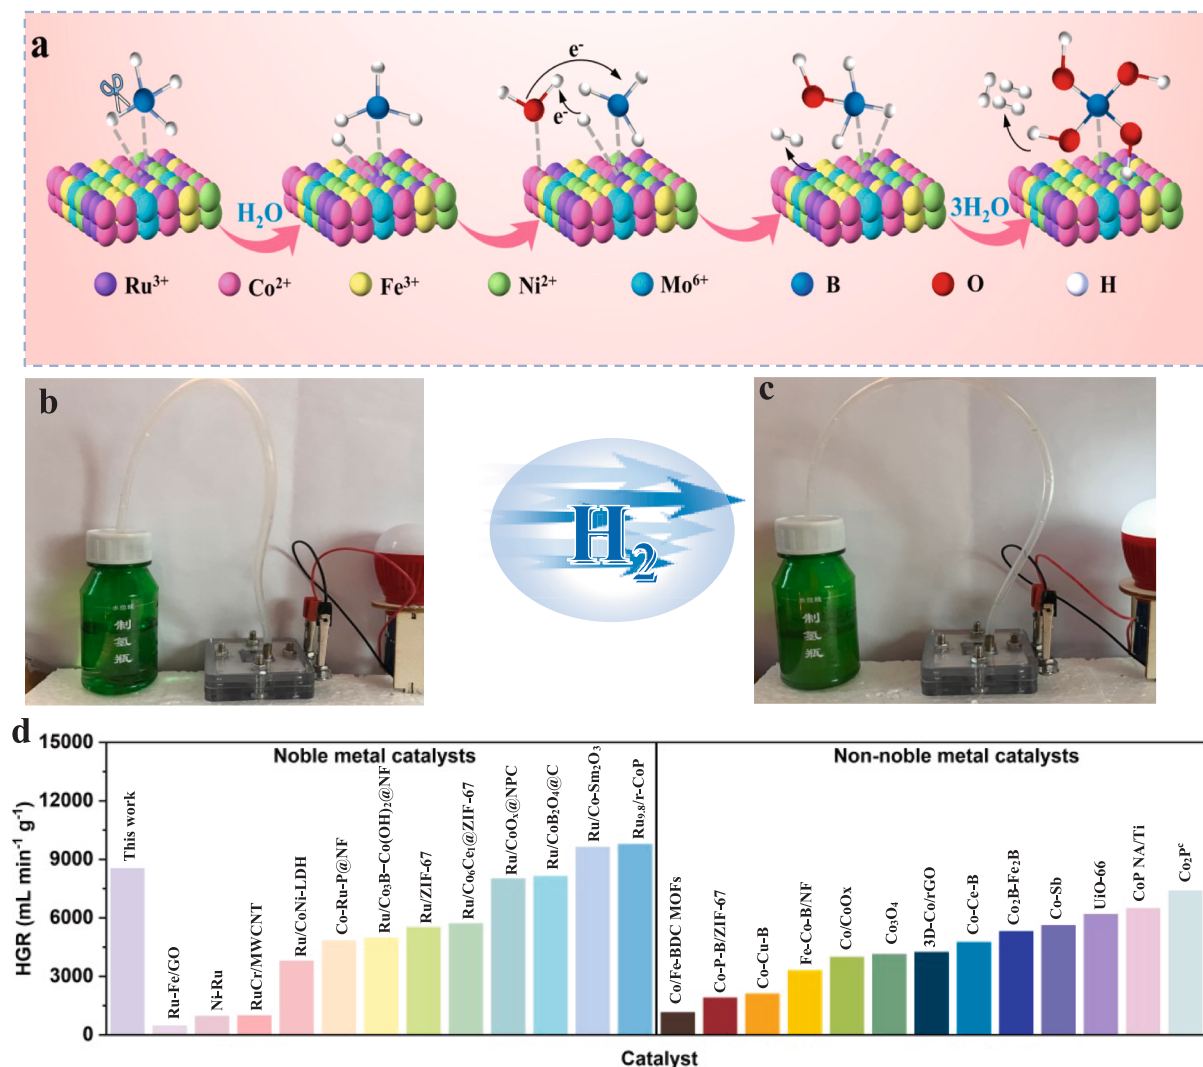 a
e⁻
e⁻
H₂O
3H₂O
Ru³⁺
Co²⁺
Fe³⁺
Ni²⁺
Mo⁶⁺
B
O
H
b
制
氢
瓶
H₂
c
制
氢
瓶
d
15000
12000
9000
6000
3000
0
HGR (mL min⁻¹ g⁻¹)
Noble metal catalysts
Non-noble metal catalysts
This work
Ru-Fe/GO
Ni-Ru
RuCr/MWCNT
Ru/CoNi-LDH
Co-Ru-P@NF
Ru/Co₃B–Co(OH)₂@NF
Ru/ZIF-67
Ru/Co₆Ce₁@ZIF-67
Ru/CoOₓ@NPC
Ru/CoB₂O₄@C
Ru/Co-Sm₂O₃
Ru₉.₈/r-CoP
Co/Fe-BDC MOFs
Co-P-B/ZIF-67
Co-Cu-B
Fe-Co-B/NF
Co/CoOx
Co₃O₄
3D-Co/rGO
Co-Ce-B
Co₂B-Fe₂B
Co-Sb
UiO-66
CoP NA/Ti
Co₂Pᶜ
Catalyst